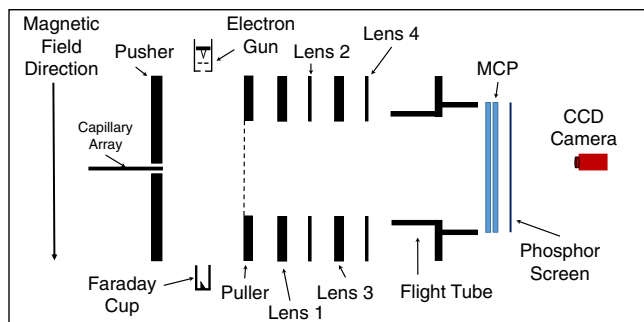 Magnetic
Field
Direction
Pusher
Electron
Gun
Lens 2
Lens 4
MCP
CCD
Camera
Capillary
Array
Faraday
Cup
Puller
Lens 1
Lens 3
Flight Tube
Phosphor
Screen